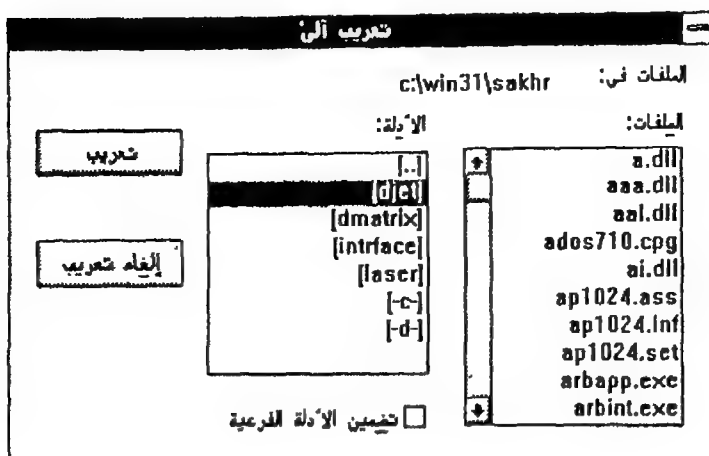 تعريب آلي
الملفات في: c:\win31\sakhr
الملفات:
a.dll
aaa.dll
aal.dll
ados710.cpg
ai.dll
ap1024.ass
ap1024.inf
ap1024.set
arbapp.exe
arbint.exe
الأدلة:
[..]
[djet]
[dmatrix]
[intrface]
[laser]
[-c-]
[-d-]
تضمين الأدلة الفرعية
تعريب
إلغاء تعريب